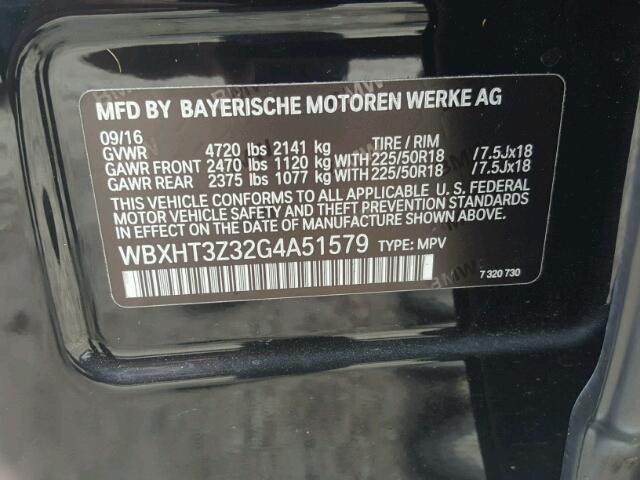 MFD BY BAYERISCHE MOTOREN WERKE AG
09/16
GVWR 4720 lbs 2141 kg TIRE / RIM
GAWR FRONT 2470 lbs 1120 kg WITH 225/50R18 /7.5Jx18
GAWR REAR 2375 lbs 1077 kg WITH 225/50R18 /7.5Jx18
THIS VEHICLE CONFORMS TO ALL APPLICABLE U. S. FEDERAL
MOTOR VEHICLE SAFETY AND THEFT PREVENTION STANDARDS
IN EFFECT ON THE DATE OF MANUFACTURE SHOWN ABOVE.
WBXHT3Z32G4A51579 TYPE: MPV
7 320 730